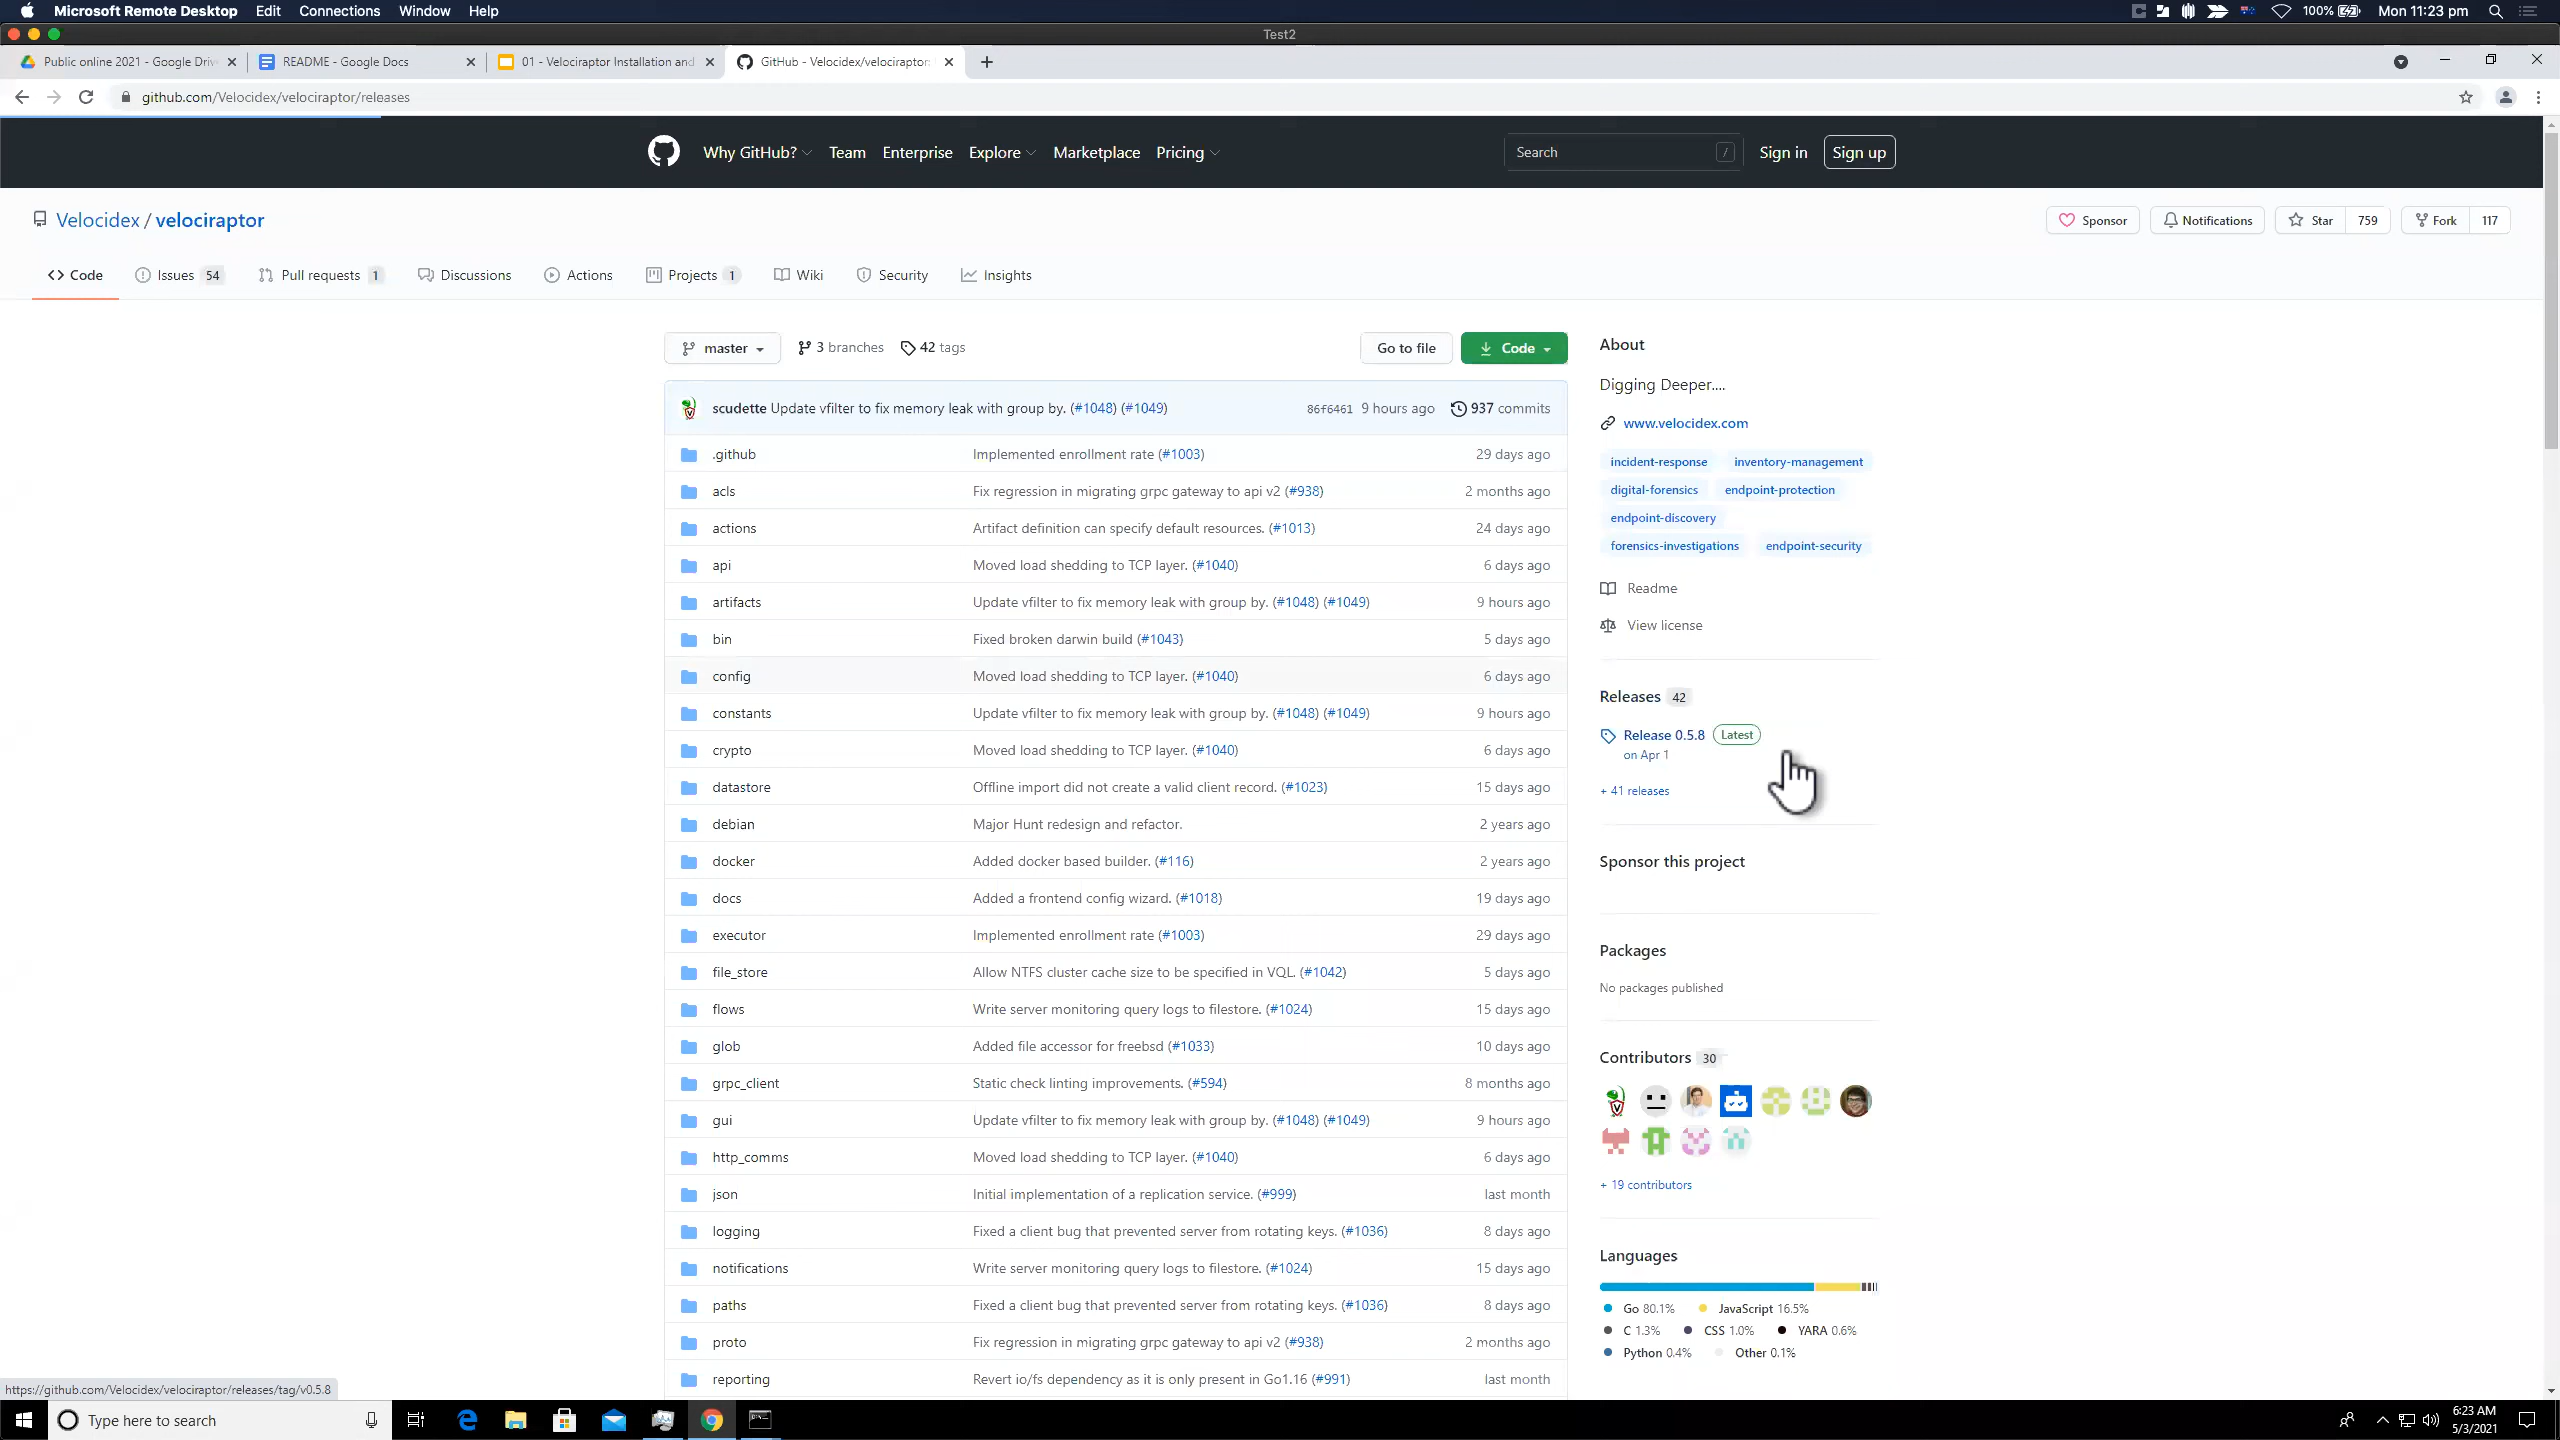 Microsoft Remote Desktop Edit Connections Window Help 100% Mon 11:23 pm
Test2
Public online 2021 - Google Driv README - Google Docs 01 - Velociraptor Installation and GitHub - Velocidex/velociraptor:
github.com/Velocidex/velociraptor/releases
Why GitHub? Team Enterprise Explore Marketplace Pricing Search / Sign in Sign up
Velocidex / velociraptor Sponsor Notifications Star 759 Fork 117
Code Issues 54 Pull requests 1 Discussions Actions Projects 1 Wiki Security Insights
master 3 branches 42 tags Go to file Code
scudette Update vfilter to fix memory leak with group by. (#1048) (#1049) 86f6461 9 hours ago 937 commits
.github Implemented enrollment rate (#1003) 29 days ago
acls Fix regression in migrating grpc gateway to api v2 (#938) 2 months ago
actions Artifact definition can specify default resources. (#1013) 24 days ago
api Moved load shedding to TCP layer. (#1040) 6 days ago
artifacts Update vfilter to fix memory leak with group by. (#1048) (#1049) 9 hours ago
bin Fixed broken darwin build (#1043) 5 days ago
config Moved load shedding to TCP layer. (#1040) 6 days ago
constants Update vfilter to fix memory leak with group by. (#1048) (#1049) 9 hours ago
crypto Moved load shedding to TCP layer. (#1040) 6 days ago
datastore Offline import did not create a valid client record. (#1023) 15 days ago
debian Major Hunt redesign and refactor. 2 years ago
docker Added docker based builder. (#116) 2 years ago
docs Added a frontend config wizard. (#1018) 19 days ago
executor Implemented enrollment rate (#1003) 29 days ago
file_store Allow NTFS cluster cache size to be specified in VQL. (#1042) 5 days ago
flows Write server monitoring query logs to filestore. (#1024) 15 days ago
glob Added file accessor for freebsd (#1033) 10 days ago
grpc_client Static check linting improvements. (#594) 8 months ago
gui Update vfilter to fix memory leak with group by. (#1048) (#1049) 9 hours ago
http_comms Moved load shedding to TCP layer. (#1040) 6 days ago
json Initial implementation of a replication service. (#999) last month
logging Fixed a client bug that prevented server from rotating keys. (#1036) 8 days ago
notifications Write server monitoring query logs to filestore. (#1024) 15 days ago
paths Fixed a client bug that prevented server from rotating keys. (#1036) 8 days ago
proto Fix regression in migrating grpc gateway to api v2 (#938) 2 months ago
reporting Revert io/fs dependency as it is only present in Go1.16 (#991) last month
About
Digging Deeper....
www.velocidex.com
incident-response inventory-management
digital-forensics endpoint-protection
endpoint-discovery
forensics-investigations endpoint-security
Readme
View license
Releases 42
Release 0.5.8 Latest
on Apr 1
+ 41 releases
Sponsor this project
Packages
No packages published
Contributors 30
+ 19 contributors
Languages
Go 80.1% JavaScript 16.5%
C 1.3% CSS 1.0% YARA 0.6%
Python 0.4% Other 0.1%
https://github.com/Velocidex/velociraptor/releases/tag/v0.5.8
Type here to search
6:23 AM
5/3/2021